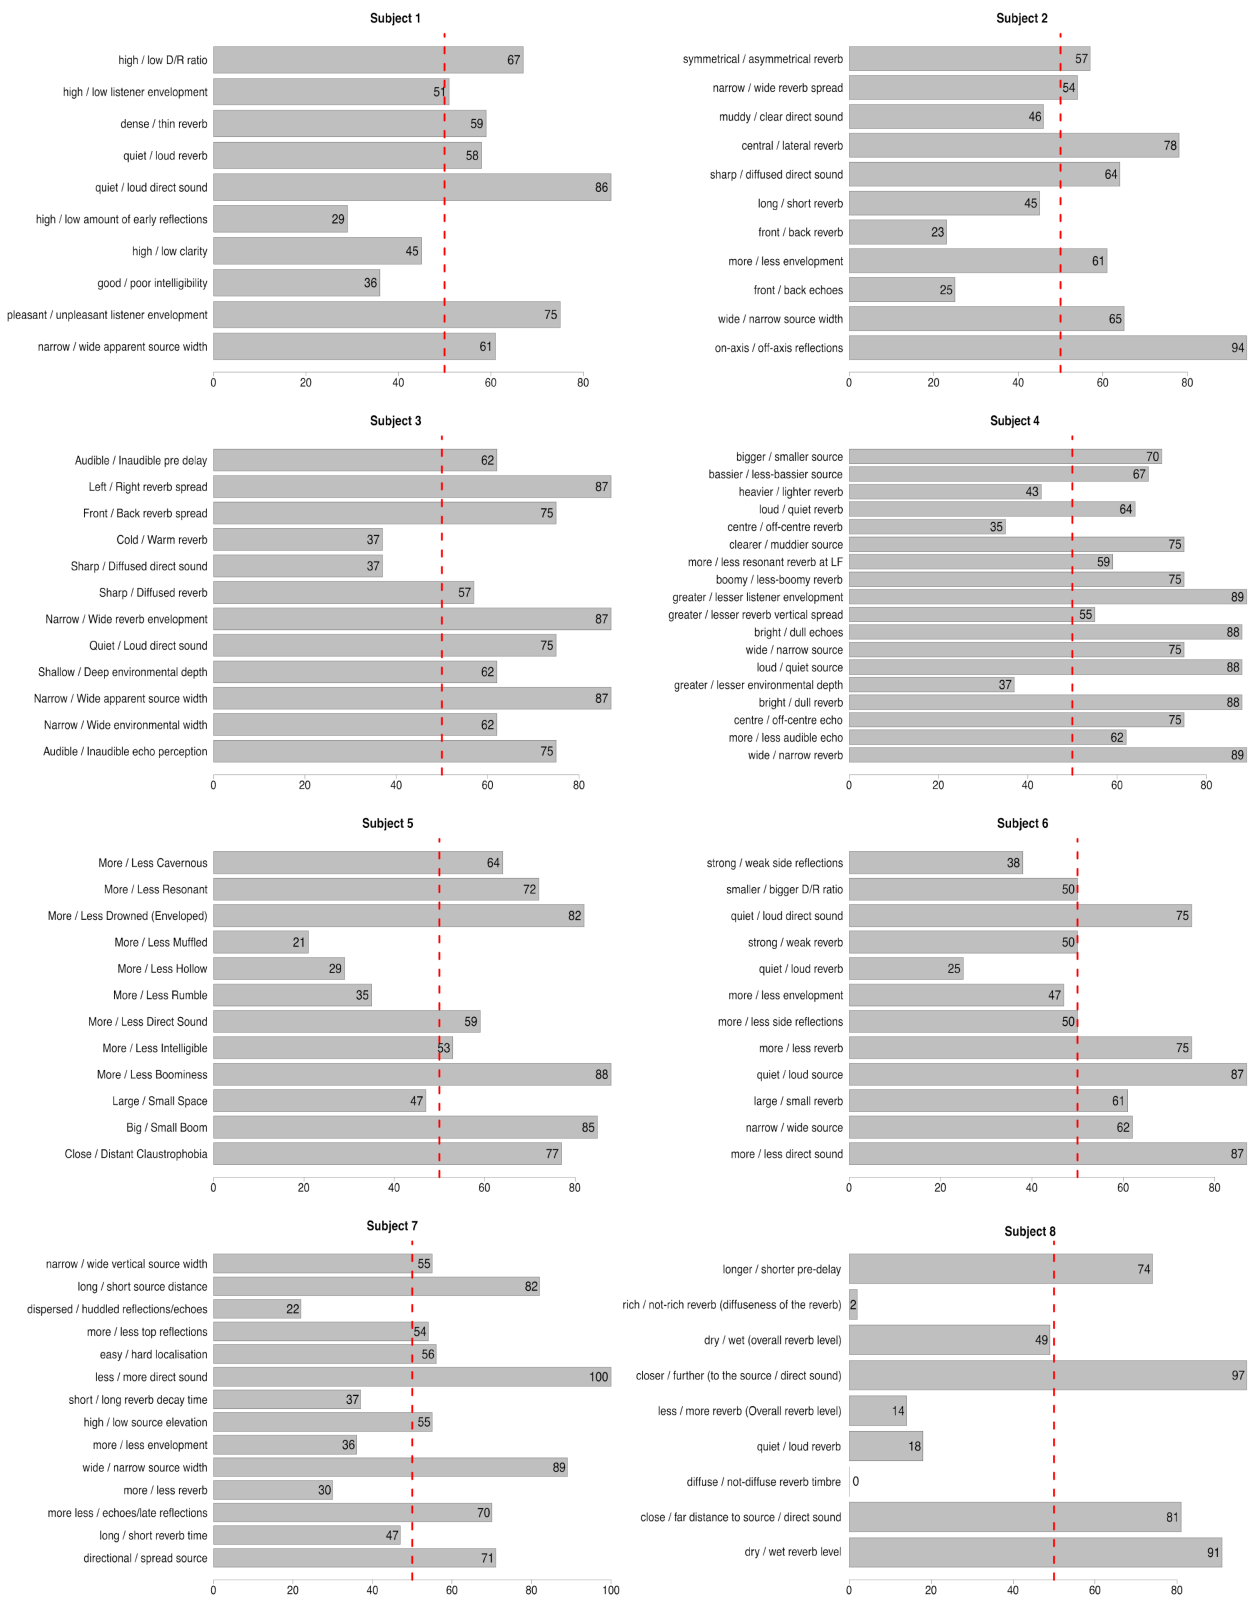 Subject 1
high / low D/R ratio 67
high / low listener envelopment 51
dense / thin reverb 59
quiet / loud reverb 58
quiet / loud direct sound 86
high / low amount of early reflections 29
high / low clarity 45
good / poor intelligibility 36
pleasant / unpleasant listener envelopment 75
narrow / wide apparent source width 61
0 20 40 60 80
Subject 2
symmetrical / asymmetrical reverb 57
narrow / wide reverb spread 54
muddy / clear direct sound 46
central / lateral reverb 78
sharp / diffused direct sound 64
long / short reverb 45
front / back reverb 23
more / less envelopment 61
front / back echoes 25
wide / narrow source width 65
on-axis / off-axis reflections 94
0 20 40 60 80
Subject 3
Audible / Inaudible pre delay 62
Left / Right reverb spread 87
Front / Back reverb spread 75
Cold / Warm reverb 37
Sharp / Diffused direct sound 37
Sharp / Diffused reverb 57
Narrow / Wide reverb envelopment 87
Quiet / Loud direct sound 75
Shallow / Deep environmental depth 62
Narrow / Wide apparent source width 87
Narrow / Wide environmental width 62
Audible / Inaudible echo perception 75
0 20 40 60 80
Subject 4
bigger / smaller source 70
bassier / less-bassier source 67
heavier / lighter reverb 43
loud / quiet reverb 64
centre / off-centre reverb 35
clearer / muddier source 75
more / less resonant reverb at LF 59
boomy / less-boomy reverb 75
greater / lesser listener envelopment 89
greater / lesser reverb vertical spread 55
bright / dull echoes 88
wide / narrow source 75
loud / quiet source 88
greater / lesser environmental depth 37
bright / dull reverb 88
centre / off-centre echo 75
more / less audible echo 62
wide / narrow reverb 89
0 20 40 60 80
Subject 5
More / Less Cavernous 64
More / Less Resonant 72
More / Less Drowned (Enveloped) 82
More / Less Muffled 21
More / Less Hollow 29
More / Less Rumble 35
More / Less Direct Sound 59
More / Less Intelligible 53
More / Less Boominess 88
Large / Small Space 47
Big / Small Boom 85
Close / Distant Claustrophobia 77
0 20 40 60 80
Subject 6
strong / weak side reflections 38
smaller / bigger D/R ratio 50
quiet / loud direct sound 75
strong / weak reverb 50
quiet / loud reverb 25
more / less envelopment 47
more / less side reflections 50
more / less reverb 75
quiet / loud source 87
large / small reverb 61
narrow / wide source 62
more / less direct sound 87
0 20 40 60 80
Subject 7
narrow / wide vertical source width 55
long / short source distance 82
dispersed / huddled reflections/echoes 22
more / less top reflections 54
easy / hard localisation 56
less / more direct sound 100
short / long reverb decay time 37
high / low source elevation 55
more / less envelopment 36
wide / narrow source width 89
more / less reverb 30
more less / echoes/late reflections 70
long / short reverb time 47
directional / spread source 71
0 20 40 60 80 100
Subject 8
longer / shorter pre-delay 74
rich / not-rich reverb (diffuseness of the reverb) 2
dry / wet (overall reverb level) 49
closer / further (to the source / direct sound) 97
less / more reverb (Overall reverb level) 14
quiet / loud reverb 18
diffuse / not-diffuse reverb timbre 0
close / far distance to source / direct sound 81
dry / wet reverb level 91
0 20 40 60 80